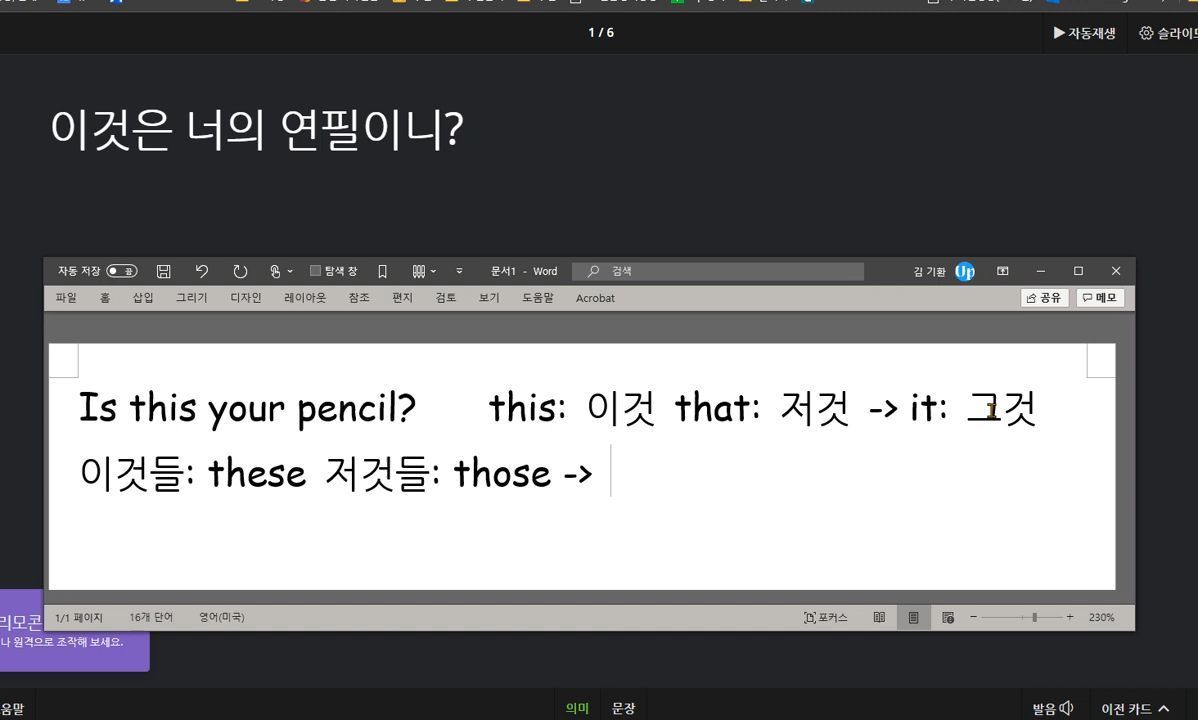 1 / 6
▶ 자동재생
슬라이드
이것은 너의 연필이니?
자동 저장 끔
탐색 창
문서1 - Word
검색
김 기환
파일 홈 삽입 그리기 디자인 레이아웃 참조 편지 검토 보기 도움말 Acrobat
공유
메모
Is this your pencil? this: 이것 that: 저것 -> it: 그것
이것들: these 저것들: those ->
리모콘
나 원격으로 조작해 보세요.
1/1 페이지 16개 단어 영어(미국)
포커스
230%
움말
의미 문장
발음
이전 카드